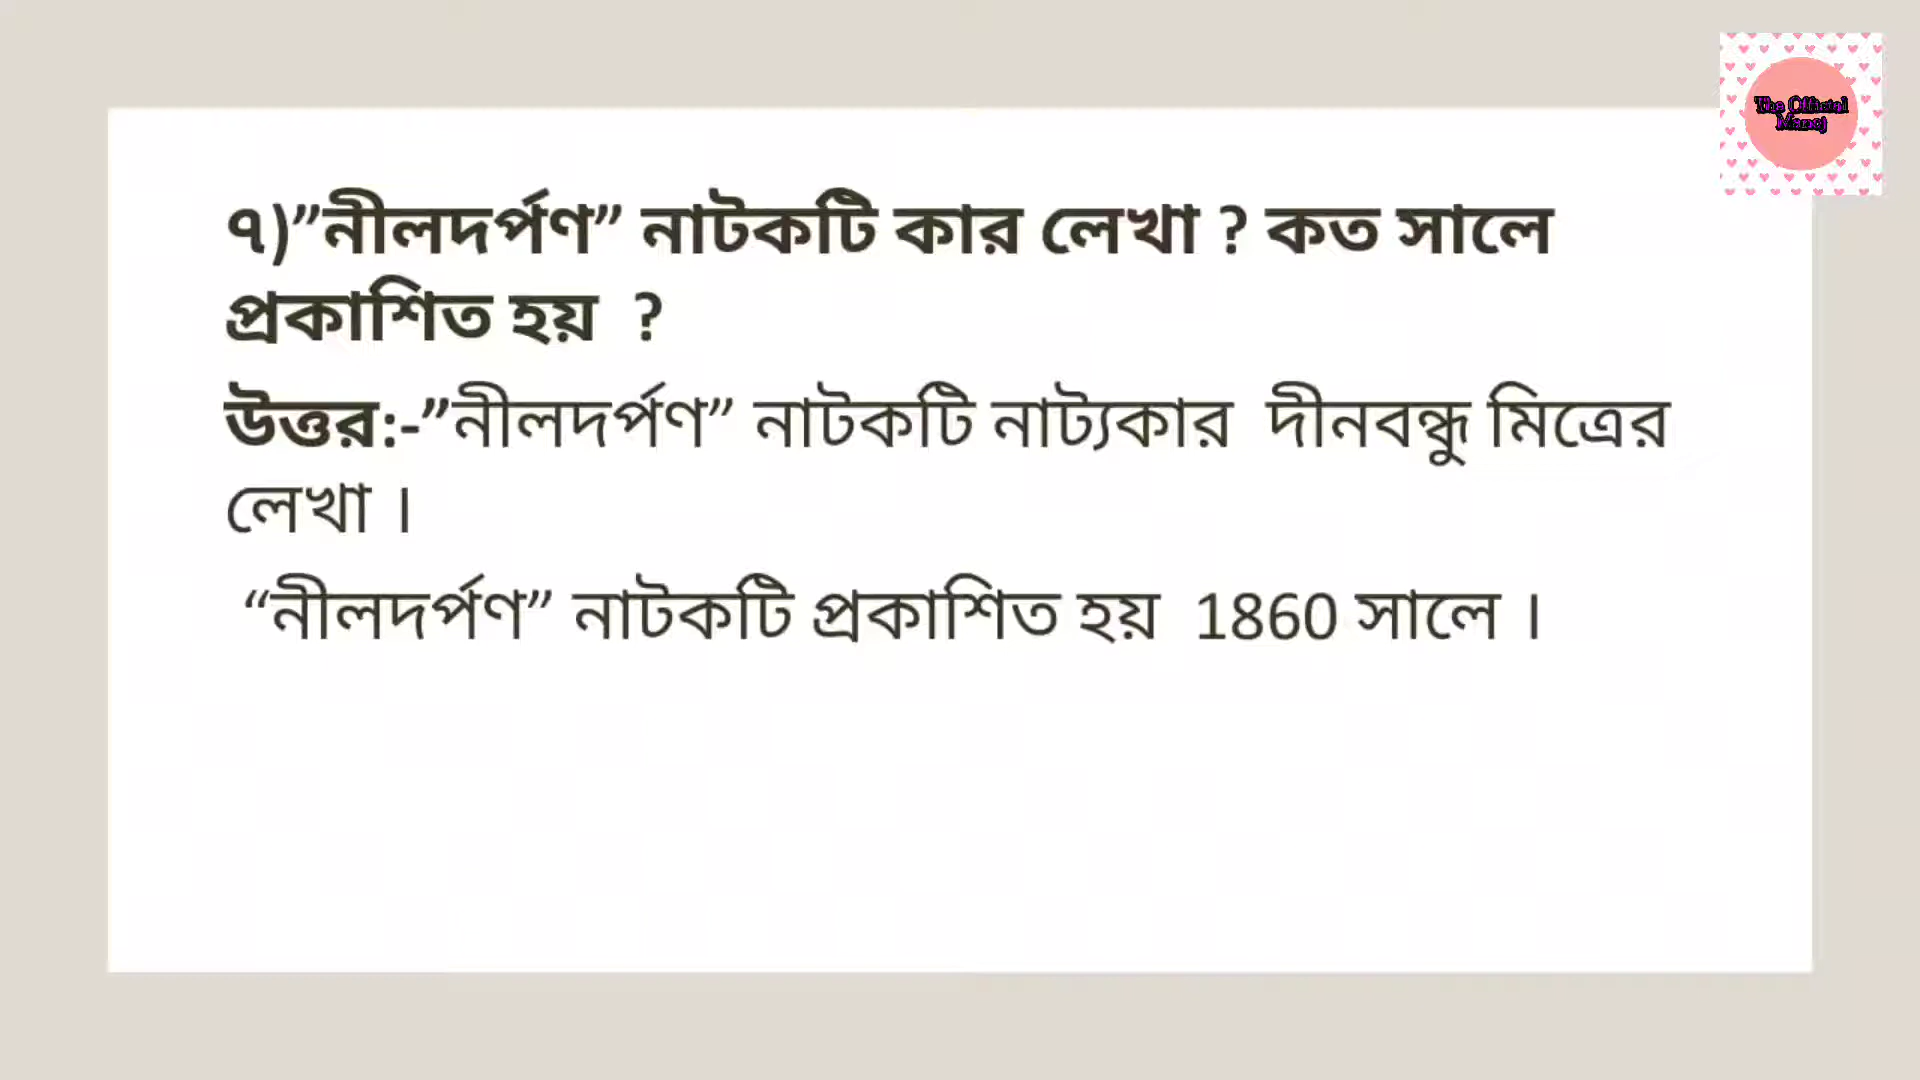 The Official
Manoj
৭)”নীলদর্পণ” নাটকটি কার লেখা ? কত সালে
প্রকাশিত হয়  ?
উত্তর:-”নীলদর্পণ” নাটকটি নাট্যকার  দীনবন্ধু মিত্রের
লেখা ।
“নীলদর্পণ” নাটকটি প্রকাশিত হয়  1860 সালে ।